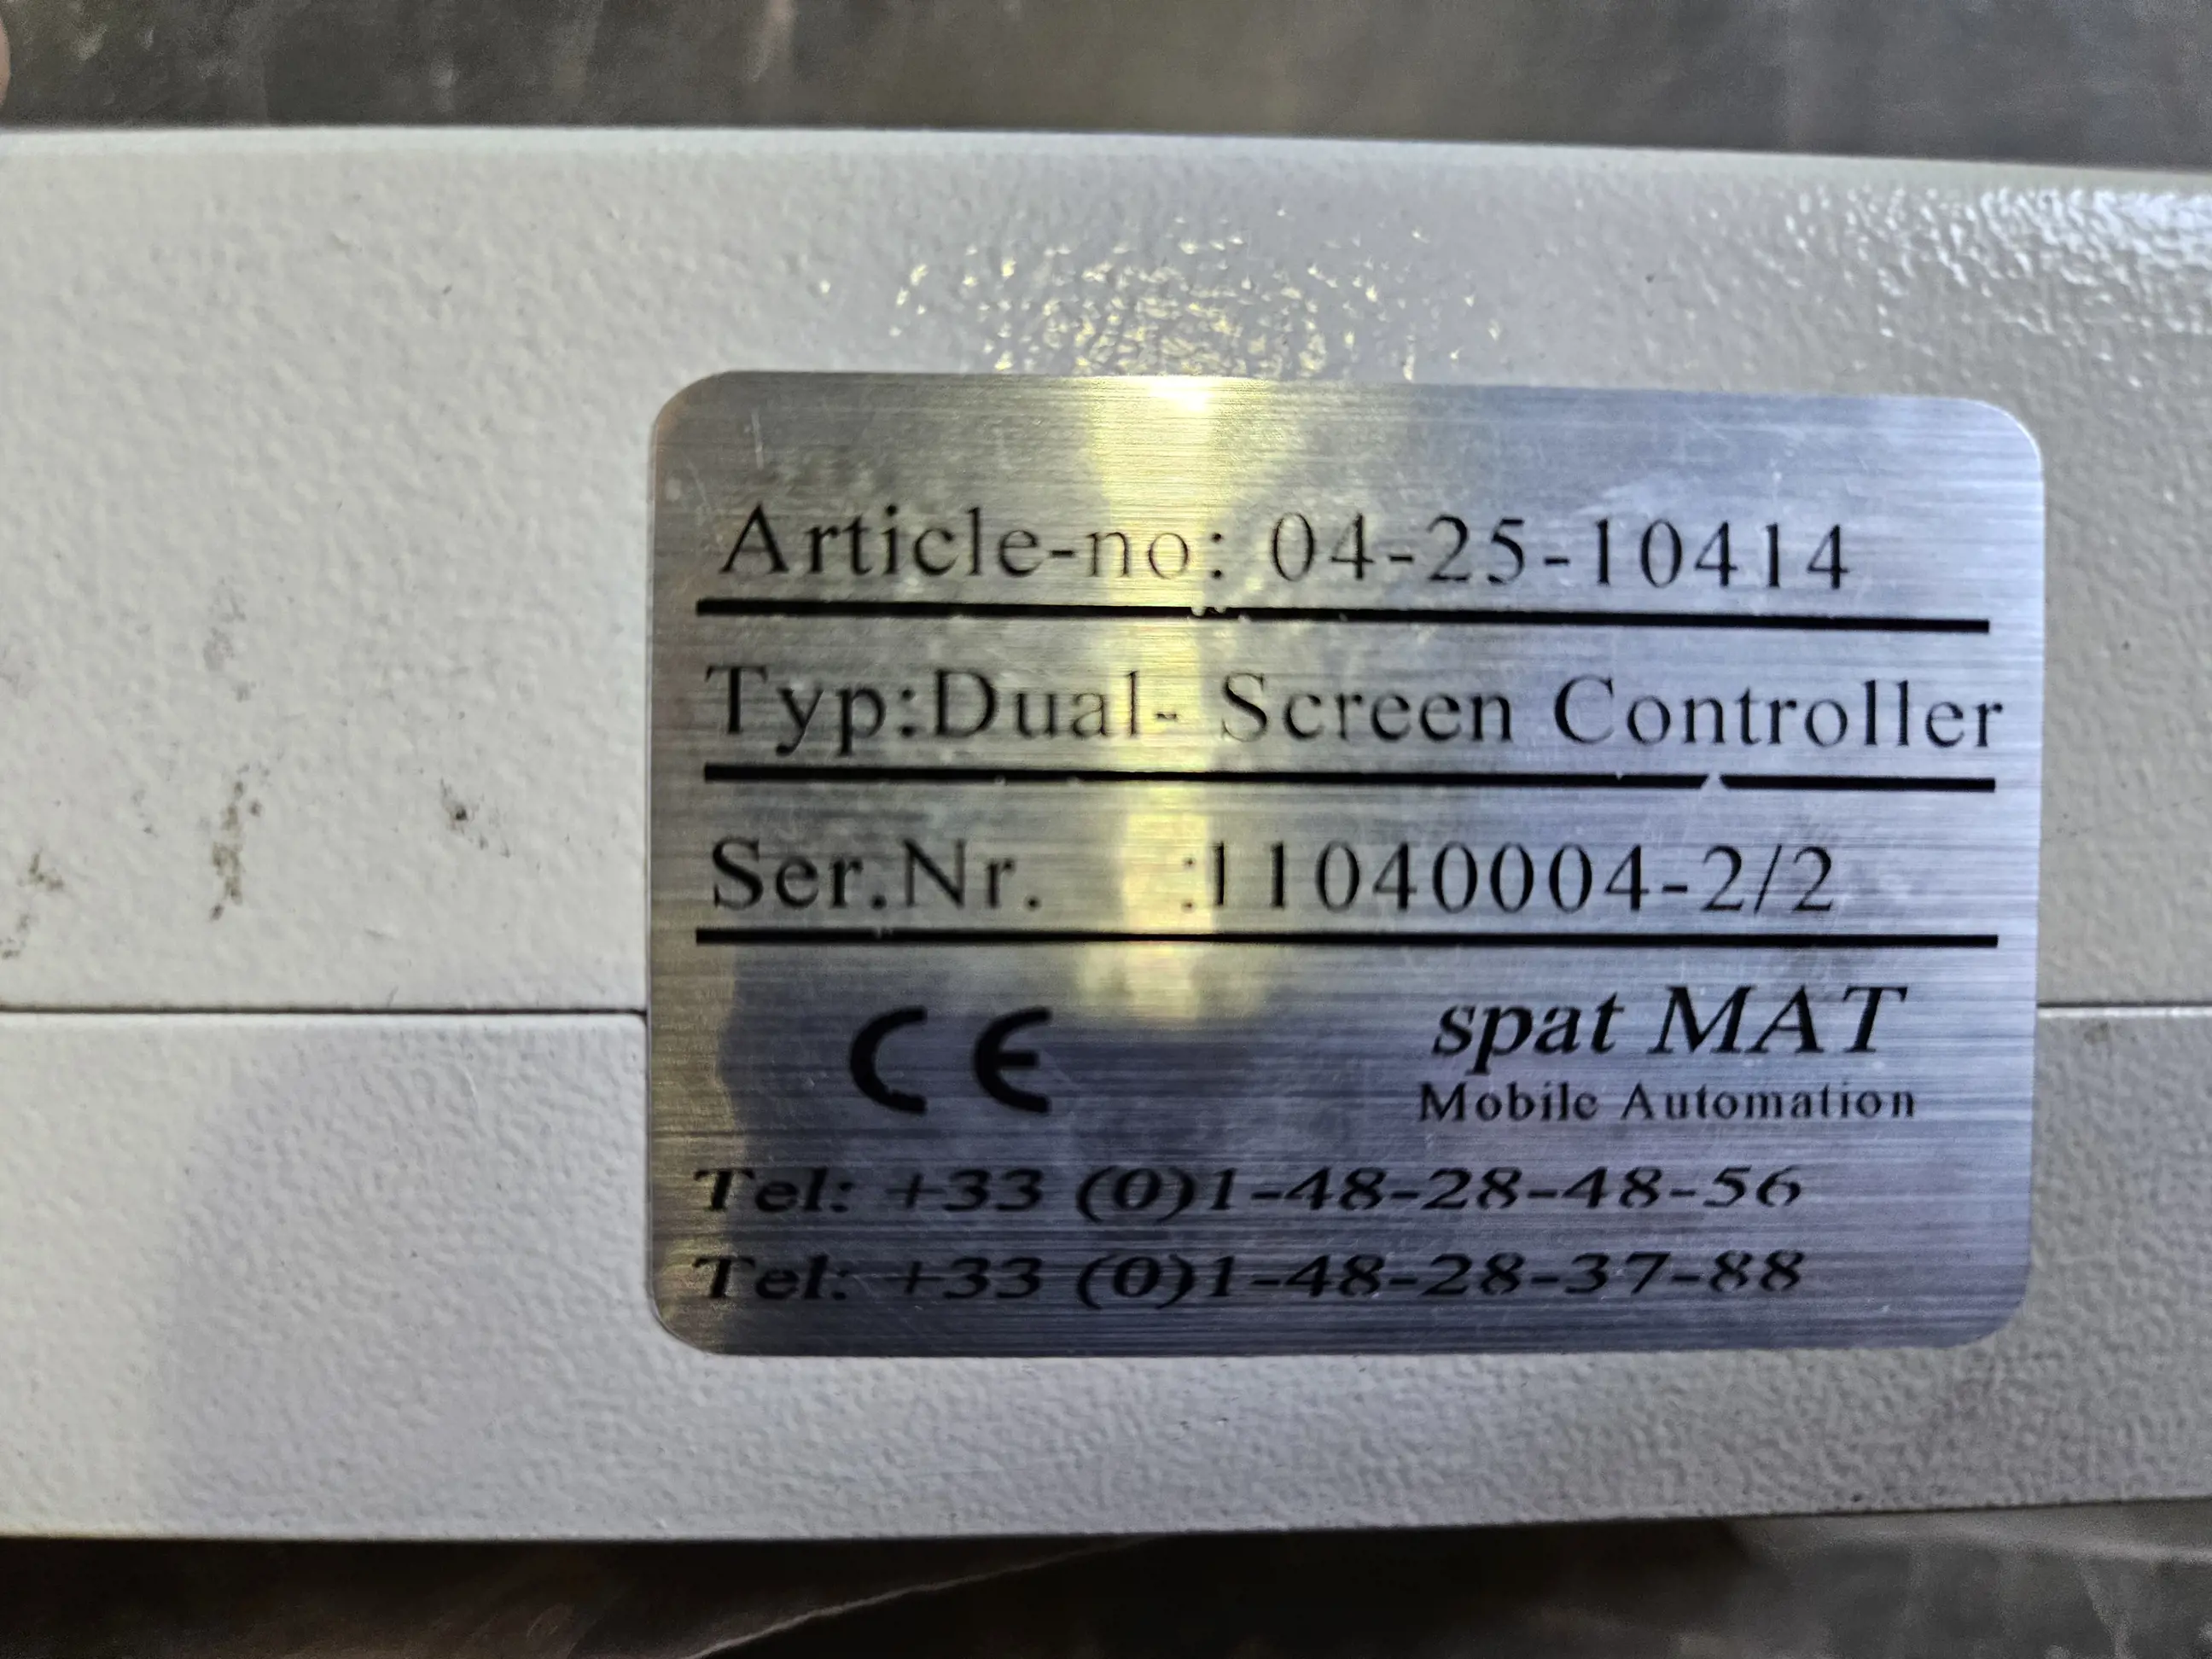 Article-no: 04-25-10414
Typ:Dual- Screen Controller
Ser.Nr. :11040004-2/2
CE
spat MAT
Mobile Automation
Tel: +33 (0)1-48-28-48-56
Tel: +33 (0)1-48-28-37-88